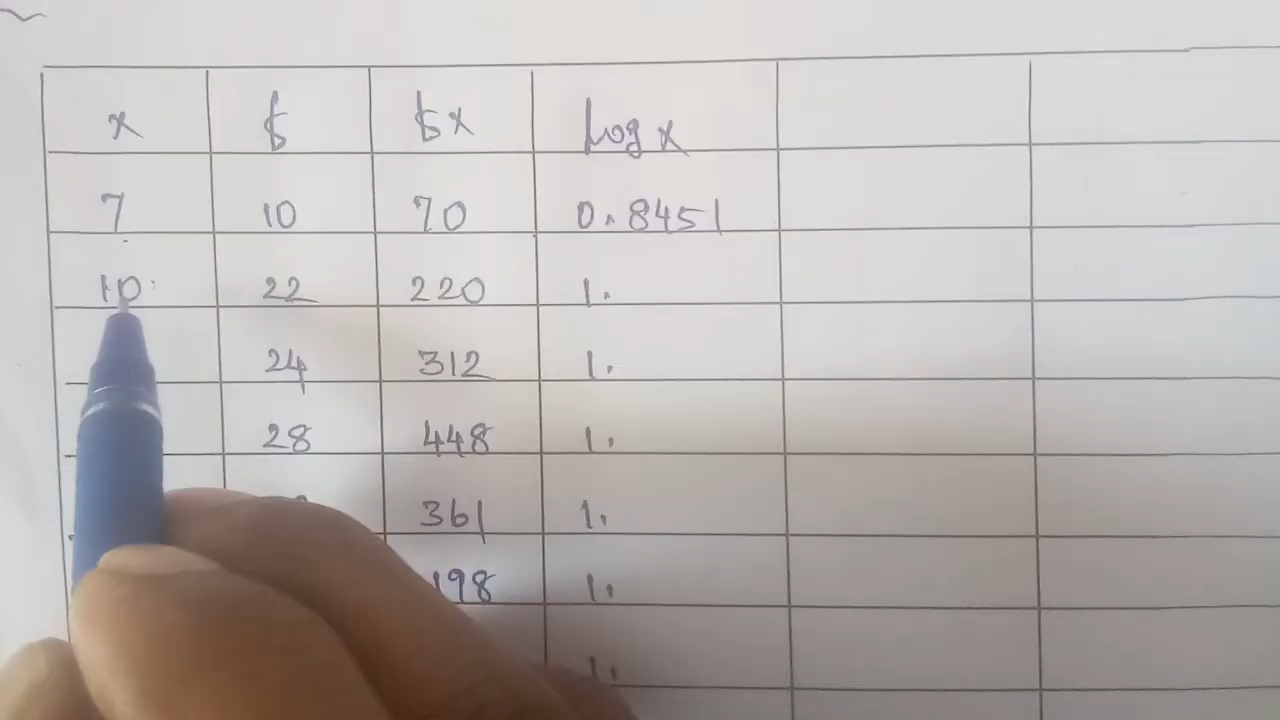 x f fx log x
7 10 70 0.8451
10 22 220 1.
24 312 1.
28 448 1.
361 1.
198 1.
1.